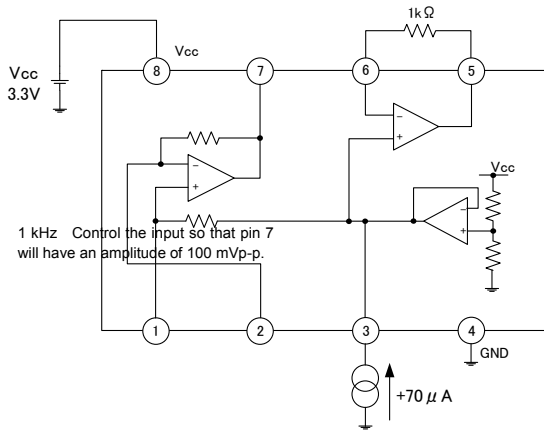 1kΩ
Vcc
8
7
6
5
Vcc
3.3V
−
+
−
+
Vcc
−
+
1 kHz Control the input so that pin 7
will have an amplitude of 100 mVp-p.
1
2
3
4
GND
+70 μ A